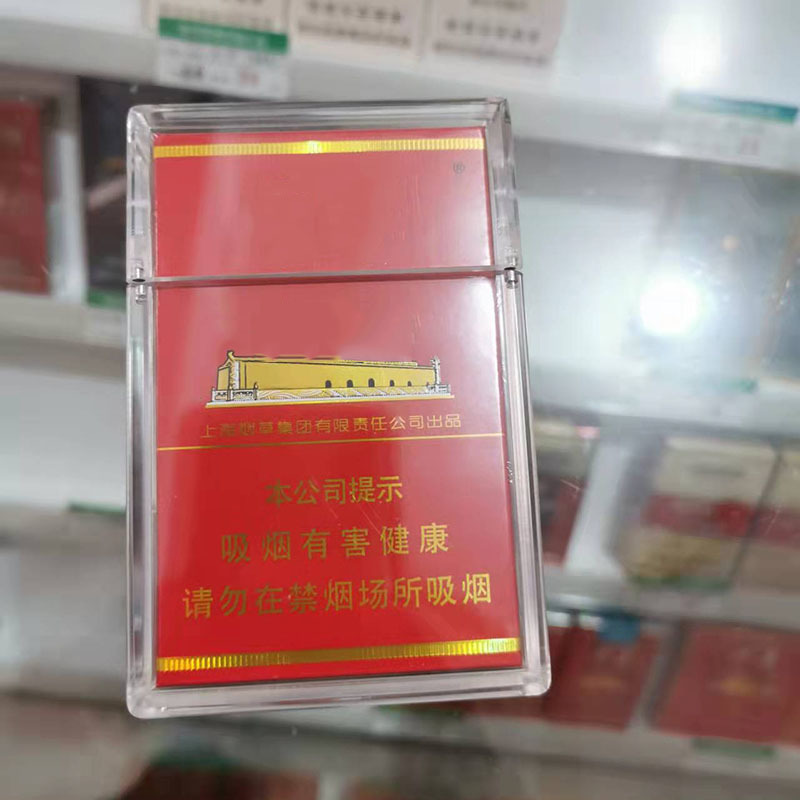 ®
上海烟草集团有限责任公司出品
本公司提示
吸烟有害健康
请勿在禁烟场所吸烟